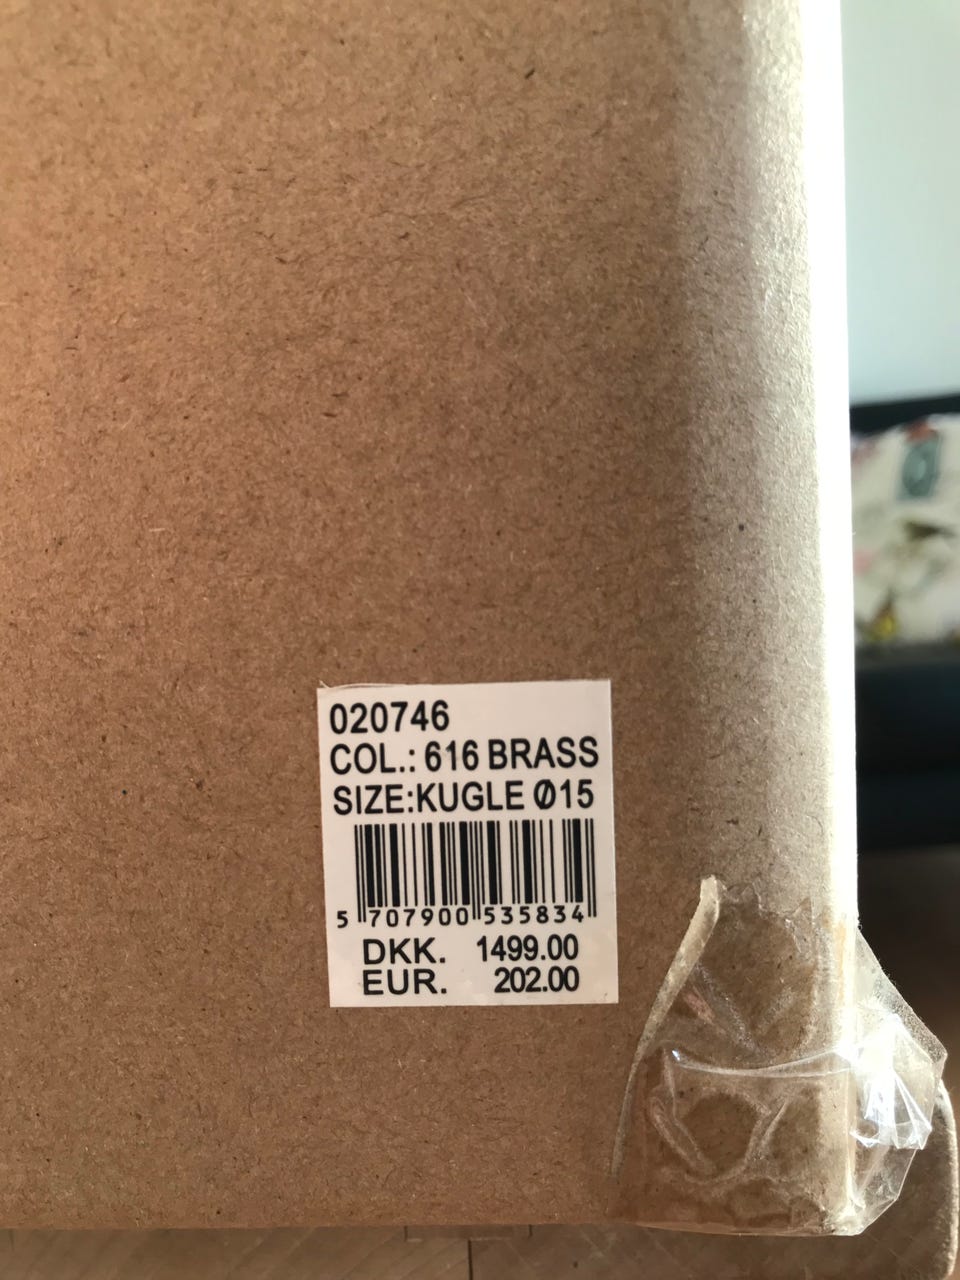 020746
COL.: 616 BRASS
SIZE:KUGLE Ø15
5 707900 535834
DKK. 1499.00
EUR. 202.00